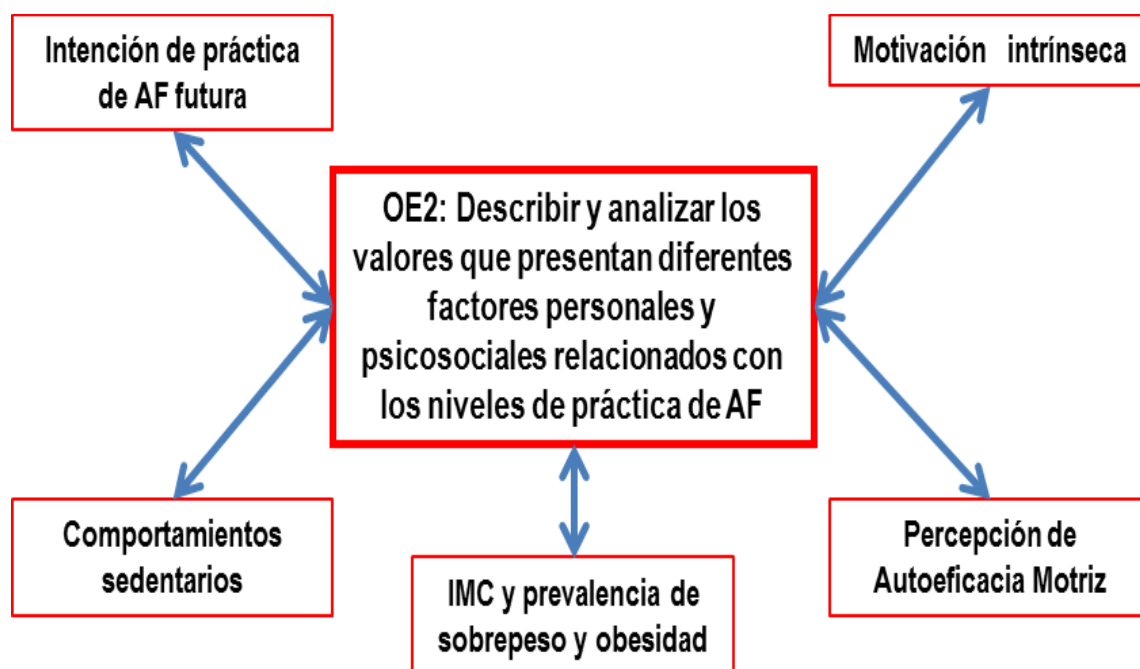 Intención de práctica
de AF futura
Motivación intrínseca
OE2: Describir y analizar los
valores que presentan diferentes
factores personales y
psicosociales relacionados con
los niveles de práctica de AF
Comportamientos
sedentarios
IMC y prevalencia de
sobrepeso y obesidad
Percepción de
Autoeficacia Motriz